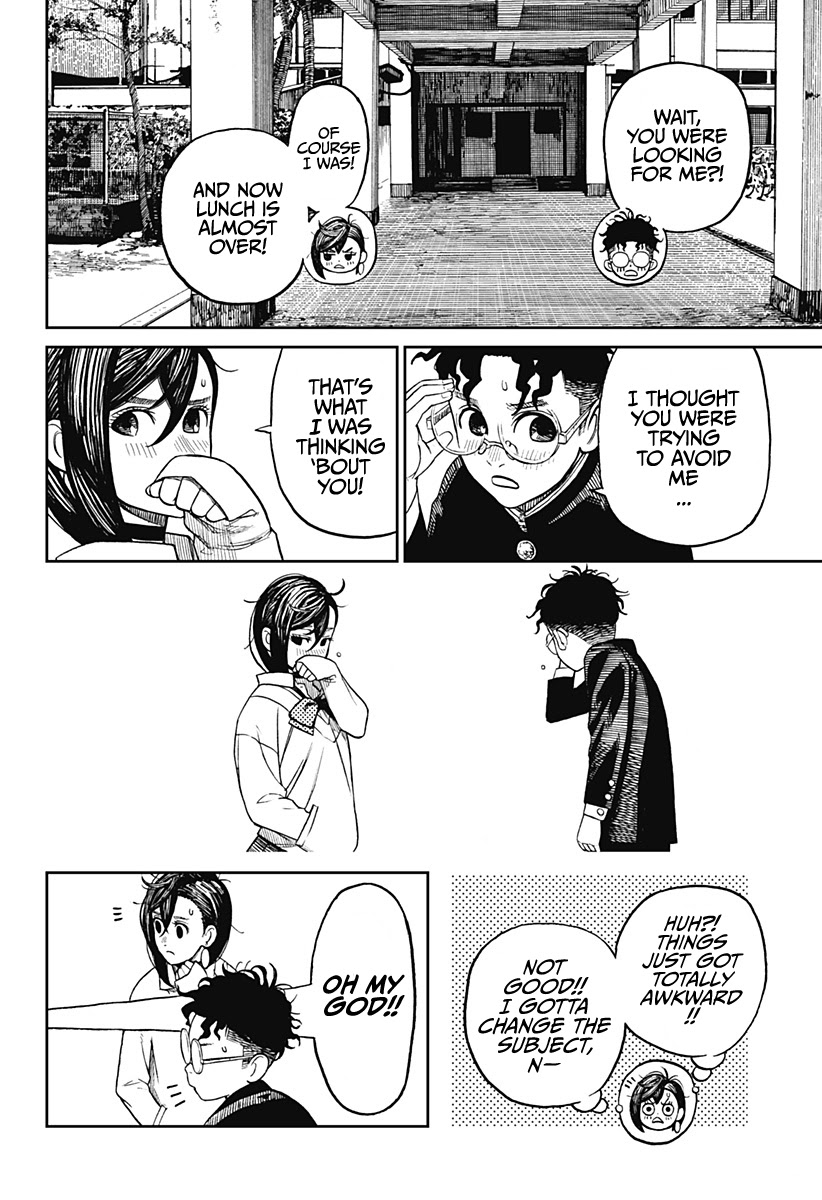 WAIT,
YOU WERE
LOOKING
FOR ME?!
OF
COURSE
I WAS!
AND NOW
LUNCH IS
ALMOST
OVER!
I THOUGHT
YOU WERE
TRYING
TO AVOID
ME
...
THAT'S
WHAT
I WAS
THINKING
'BOUT
YOU!
HUH?!
THINGS
JUST GOT
TOTALLY
AWKWARD
!!
NOT
GOOD!!
I GOTTA
CHANGE THE
SUBJECT,
N—
OH MY
GOD!!